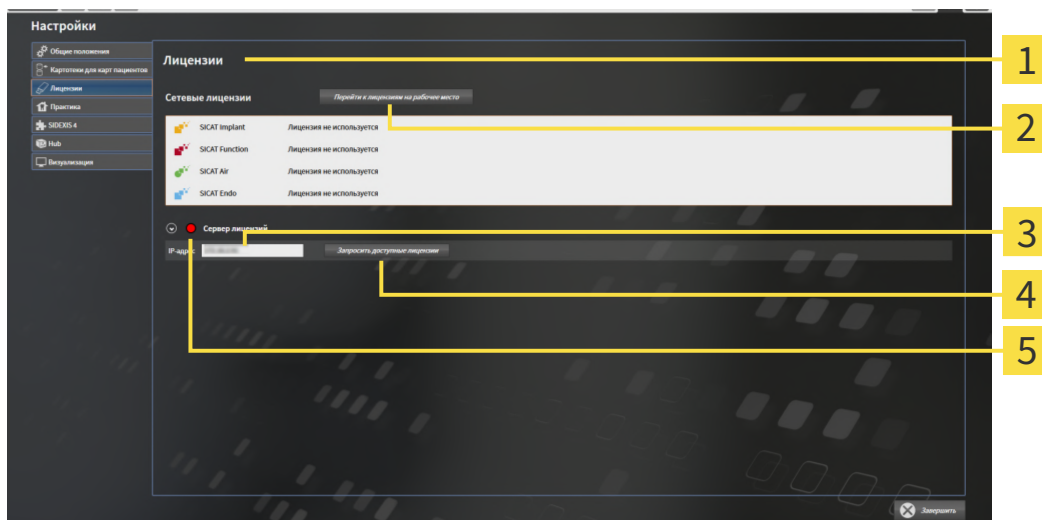 Настройки
Общие положения
Картотеки для карт пациентов
Лицензии
Практика
SIDEXIS 4
Hub
Визуализация
Лицензии
1
Сетевые лицензии
Перейти к лицензиям на рабочее место
2
SICAT Implant Лицензия не используется
SICAT Function Лицензия не используется
SICAT Air Лицензия не используется
SICAT Endo Лицензия не используется
Сервер лицензий
3
IP-адрес
Запросить доступные лицензии
4
5
Завершить